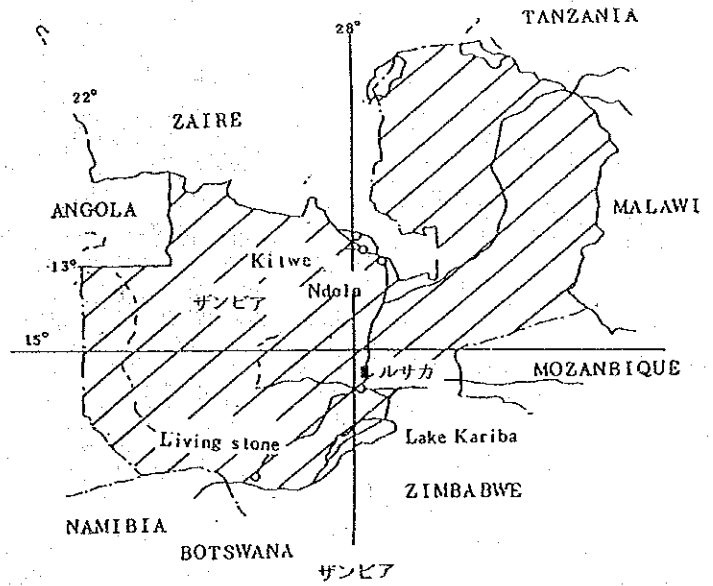 TANZANIA
28°
22°
ZAIRE
ANGOLA
MALAWI
Kitwe
13°
ザンビア
Ndola
15°
ルサカ
MOZANBIQUE
Living stone
Lake Kariba
ZIMBABWE
NAMIBIA
BOTSWANA
ザンビア